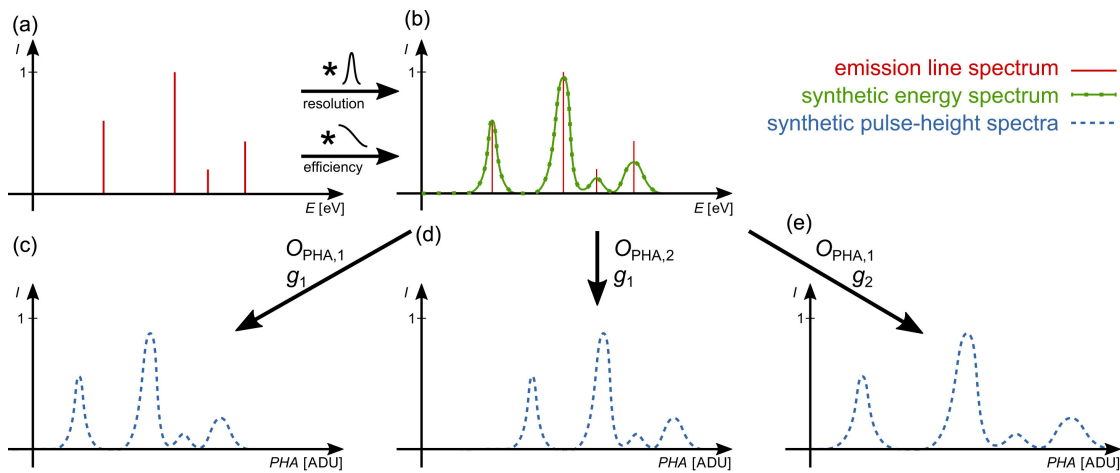 (a)
I
1
E [eV]
* resolution
* efficiency
(b)
I
1
E [eV]
emission line spectrum
synthetic energy spectrum
synthetic pulse-height spectra
(c)
O_PHA,1
g_1
I
1
PHA [ADU]
(d)
O_PHA,2
g_1
I
1
PHA [ADU]
(e)
O_PHA,1
g_2
I
1
PHA [ADU]